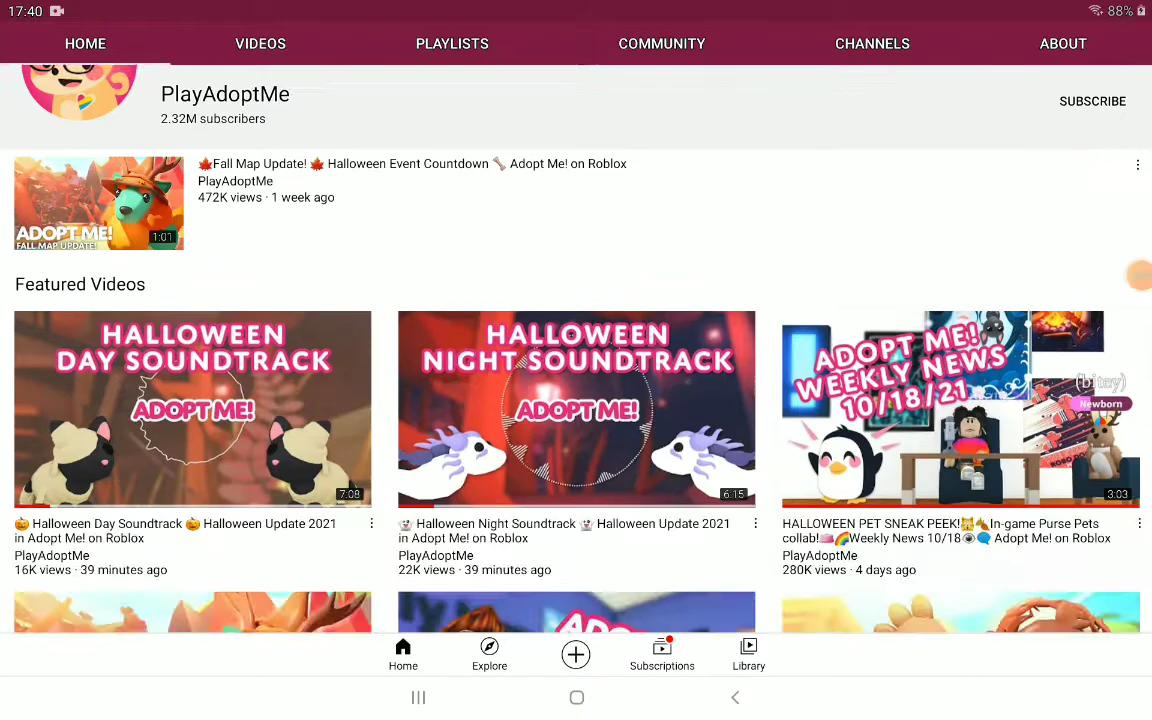 17:40
88%
HOME VIDEOS PLAYLISTS COMMUNITY CHANNELS ABOUT
PlayAdoptMe
2.32M subscribers
SUBSCRIBE
🍁Fall Map Update! 🍁 Halloween Event Countdown 🦴 Adopt Me! on Roblox
PlayAdoptMe
472K views · 1 week ago
ADOPT ME!
FALL MAP UPDATE!
1:01
Featured Videos
HALLOWEEN
DAY SOUNDTRACK
ADOPT ME!
7:08
🎃 Halloween Day Soundtrack 🎃 Halloween Update 2021
in Adopt Me! on Roblox
PlayAdoptMe
16K views · 39 minutes ago
HALLOWEEN
NIGHT SOUNDTRACK
ADOPT ME!
6:15
👻 Halloween Night Soundtrack 👻 Halloween Update 2021
in Adopt Me! on Roblox
PlayAdoptMe
22K views · 39 minutes ago
ADOPT ME!
WEEKLY NEWS
10/18/21
(bitsy)
Newborn
3:03
HALLOWEEN PET SNEAK PEEK!🐱🐴In-game Purse Pets
collab!👛🌈Weekly News 10/18👁️‍🗨️ Adopt Me! on Roblox
PlayAdoptMe
280K views · 4 days ago
Home Explore Subscriptions Library